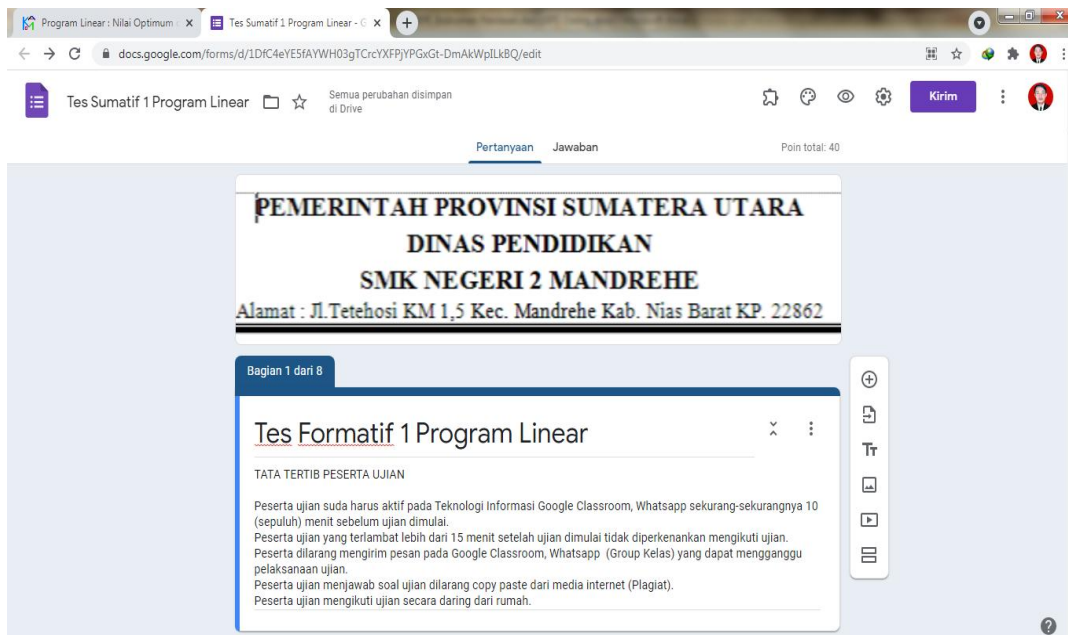 Program Linear : Nilai Optimum
Tes Sumatif 1 Program Linear - G
docs.google.com/forms/d/1DfC4eYE5fAYWH03gTCrcYXFPjYPGxGt-DmAkWpILkBQ/edit
Tes Sumatif 1 Program Linear
Semua perubahan disimpan
di Drive
Kirim
Pertanyaan Jawaban
Poin total: 40
PEMERINTAH PROVINSI SUMATERA UTARA
DINAS PENDIDIKAN
SMK NEGERI 2 MANDREHE
Alamat : Jl.Tetehosi KM 1,5 Kec. Mandrehe Kab. Nias Barat KP. 22862
Bagian 1 dari 8
Tes Formatif 1 Program Linear
TATA TERTIB PESERTA UJIAN
Peserta ujian suda harus aktif pada Teknologi Informasi Google Classroom, Whatsapp sekurang-sekurangnya 10
(sepuluh) menit sebelum ujian dimulai.
Peserta ujian yang terlambat lebih dari 15 menit setelah ujian dimulai tidak diperkenankan mengikuti ujian.
Peserta dilarang mengirim pesan pada Google Classroom, Whatsapp (Group Kelas) yang dapat mengganggu
pelaksanaan ujian.
Peserta ujian menjawab soal ujian dilarang copy paste dari media internet (Plagiat).
Peserta ujian mengikuti ujian secara daring dari rumah.
Tт